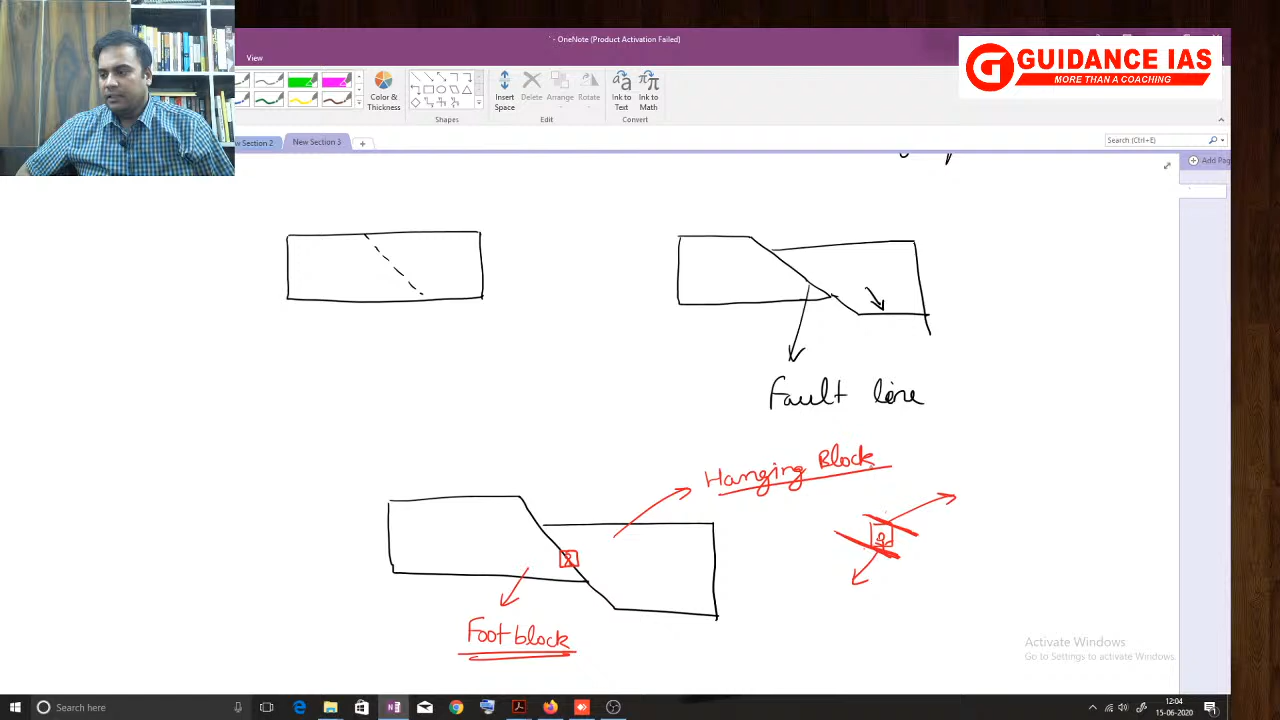 - OneNote (Product Activation Failed)
GUIDANCE IAS
MORE THAN A COACHING
View
Color & Thickness
Insert Space
Delete
Arrange
Rotate
Ink to Text
Ink to Math
Shapes
Edit
Convert
New Section 3
Search (Ctrl+E)
Fault line
Hanging Block
Foot block
Activate Windows
Go to Settings to activate Windows.
Search here
12:04
15-06-2020